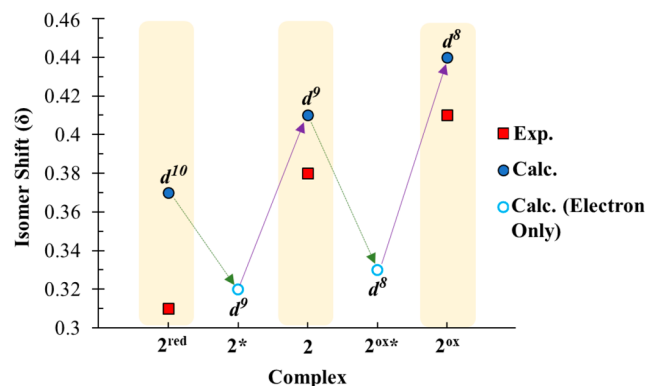 0.46
0.44
0.42
0.4
0.38
0.36
0.34
0.32
0.3
Isomer Shift (δ)
d¹⁰
d⁹
d⁹
d⁸
d⁸
2ʳᵉᵈ
2*
2
2ᵒˣ*
2ᵒˣ
Complex
Exp.
Calc.
Calc. (Electron
Only)